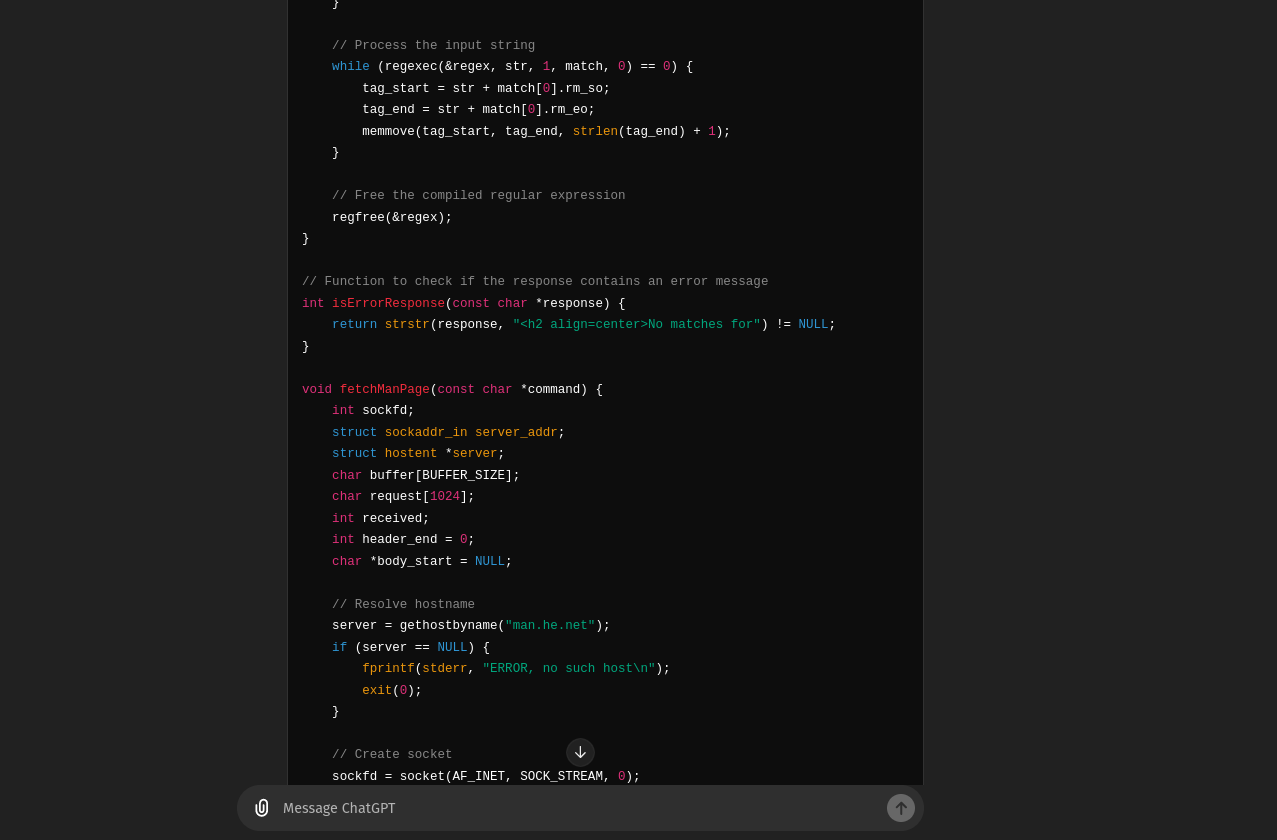 }

    // Process the input string
    while (regexec(&regex, str, 1, match, 0) == 0) {
        tag_start = str + match[0].rm_so;
        tag_end = str + match[0].rm_eo;
        memmove(tag_start, tag_end, strlen(tag_end) + 1);
    }

    // Free the compiled regular expression
    regfree(&regex);
}

// Function to check if the response contains an error message
int isErrorResponse(const char *response) {
    return strstr(response, "<h2 align=center>No matches for") != NULL;
}

void fetchManPage(const char *command) {
    int sockfd;
    struct sockaddr_in server_addr;
    struct hostent *server;
    char buffer[BUFFER_SIZE];
    char request[1024];
    int received;
    int header_end = 0;
    char *body_start = NULL;

    // Resolve hostname
    server = gethostbyname("man.he.net");
    if (server == NULL) {
        fprintf(stderr, "ERROR, no such host\n");
        exit(0);
    }

    // Create socket
    sockfd = socket(AF_INET, SOCK_STREAM, 0);
Message ChatGPT